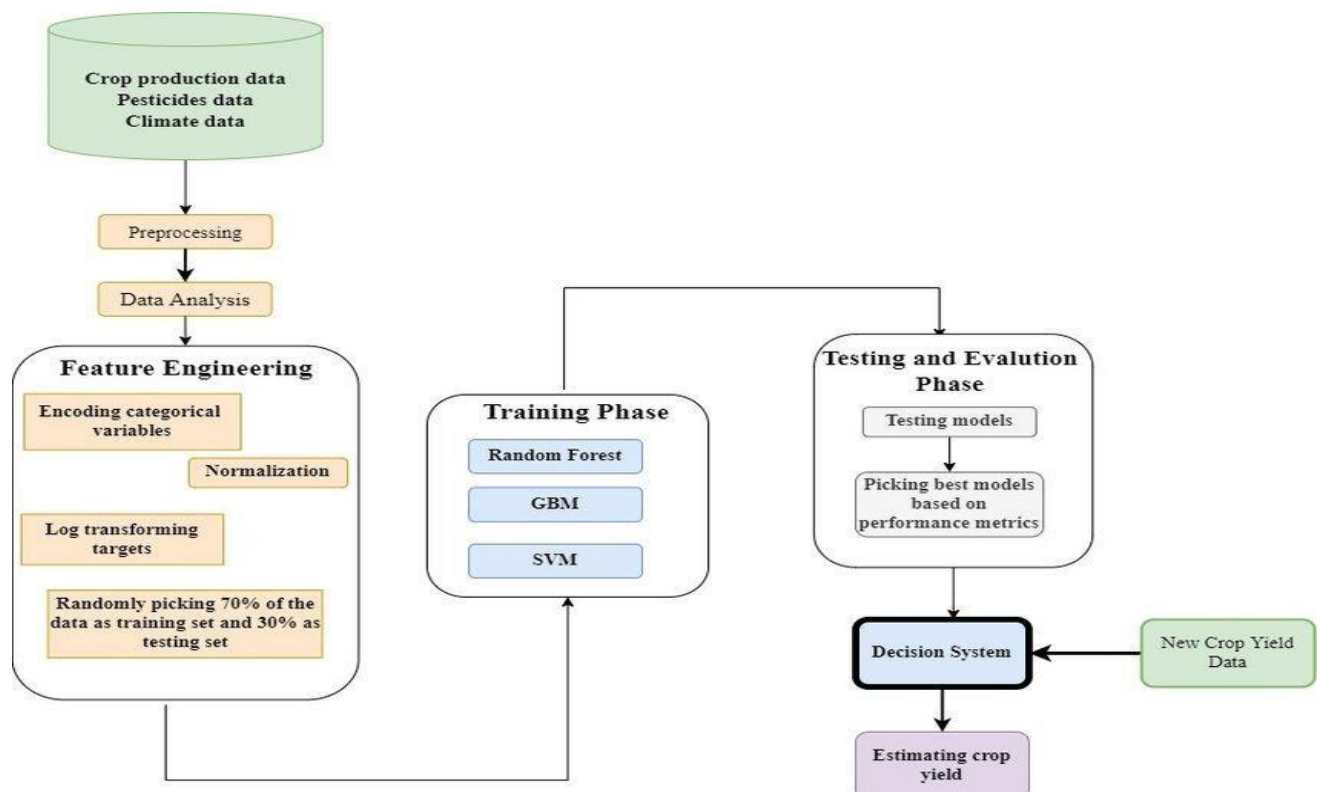 Crop production data
Pesticides data
Climate data
Preprocessing
Data Analysis
Feature Engineering
Encoding categorical
variables
Normalization
Log transforming
targets
Randomly picking 70% of the
data as training set and 30% as
testing set
Training Phase
Random Forest
GBM
SVM
Testing and Evalution
Phase
Testing models
Picking best models
based on
performance metrics
Decision System
New Crop Yield
Data
Estimating crop
yield